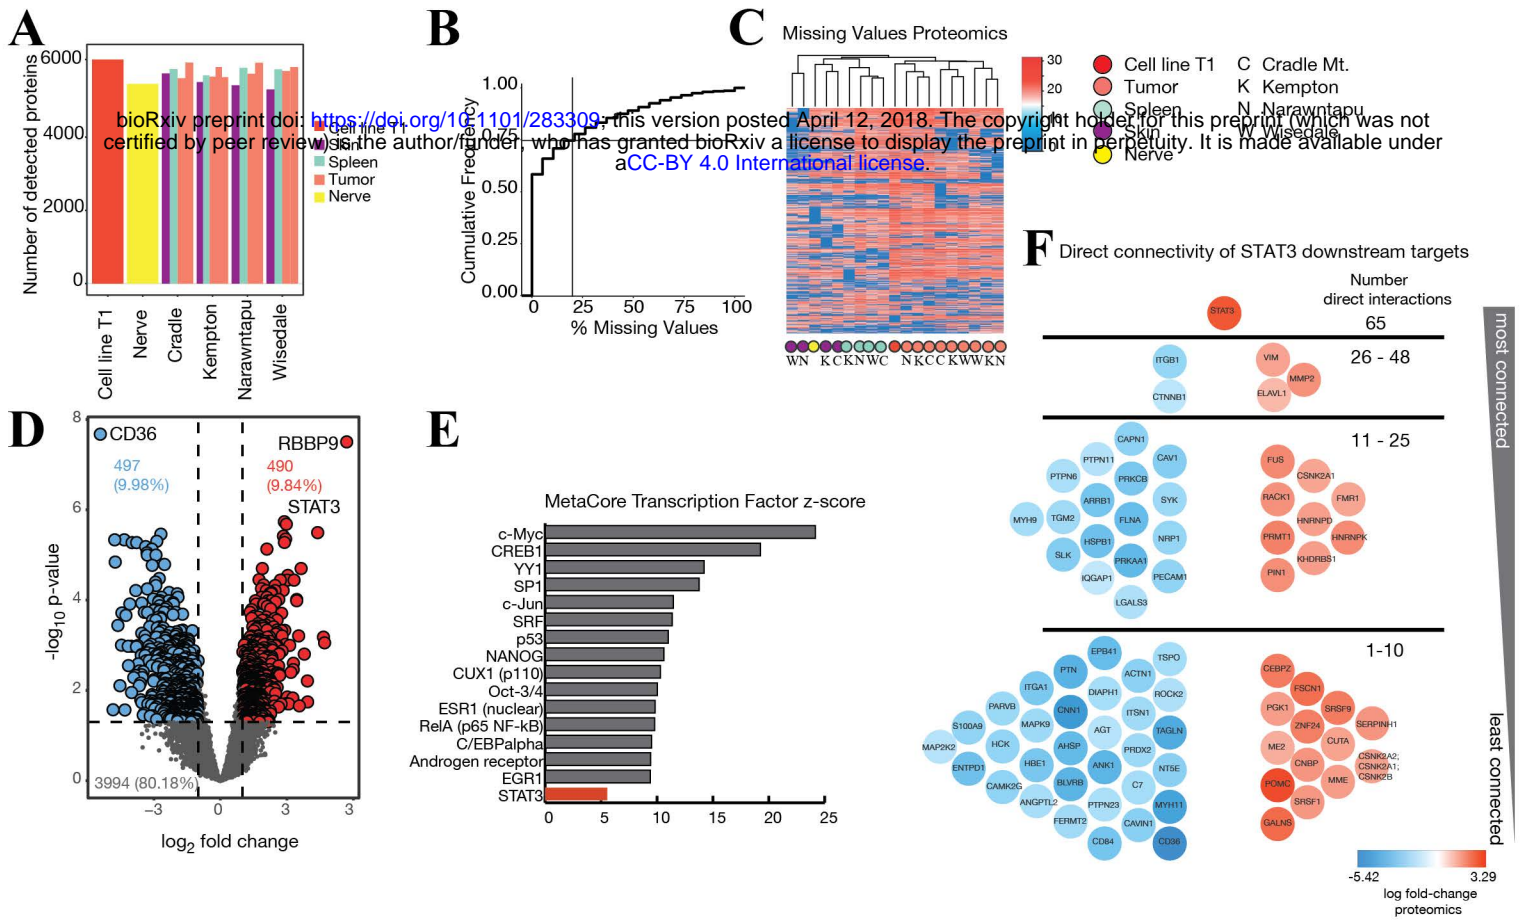 A
Number of detected proteins
6000
4000
2000
0
Cell line T1
Skin
Spleen
Tumor
Nerve
Cell line T1
Nerve
Cradle
Kempton
Narawntapu
Wisedale
bioRxiv preprint doi: https://doi.org/10.1101/283309; this version posted April 12, 2018. The copyright holder for this preprint (which was not
certified by peer review) is the author/funder, who has granted bioRxiv a license to display the preprint in perpetuity. It is made available under
aCC-BY 4.0 International license.
B
Cumulative Frequency
1.00
0.75
0.50
0.25
0.00
0 25 50 75 100
% Missing Values
C
Missing Values Proteomics
30
20
10
0
Cell line T1
Tumor
Spleen
Skin
Nerve
C Cradle Mt.
K Kempton
N Narawntapu
W Wisedale
W N K C K N W C N K C C K W W K N
D
-log10 p-value
8
6
4
2
0
CD36
RBBP9
497
(9.98%)
490
(9.84%)
STAT3
3994 (80.18%)
−3 0 3 3
log2 fold change
E
MetaCore Transcription Factor z-score
c-Myc
CREB1
YY1
SP1
c-Jun
SRF
p53
NANOG
CUX1 (p110)
Oct-3/4
ESR1 (nuclear)
RelA (p65 NF-kB)
C/EBPalpha
Androgen receptor
EGR1
STAT3
0 5 10 15 20 25
F
Direct connectivity of STAT3 downstream targets
Number
direct interactions
65
STAT3
26 - 48
ITGB1
CTNNB1
VIM
MMP2
ELAVL1
11 - 25
CAPN1
PTPN11
CAV1
PTPN6
PRKCB
ARRB1
SYK
MYH9
TGM2
FLNA
HSPB1
NRP1
SLK
PRKAA1
IQGAP1
PECAM1
LGALS3
FUS
CSNK2A1
RACK1
FMR1
HNRNPD
PRMT1
HNRNPK
KHDRBS1
PIN1
1-10
EPB41
TSPO
PTN
ACTN1
ITGA1
DIAPH1
ROCK2
PARVB
CNN1
ITSN1
S100A9
MAPK9
AGT
TAGLN
MAP2K2
HCK
AHSP
PRDX2
ENTPD1
HBE1
ANK1
NT5E
CAMK2G
BLVRB
C7
ANGPTL2
PTPN23
MYH11
FERMT2
CAVIN1
CD84
CD36
CEBPZ
FSCN1
PGK1
SRSF9
ZNF24
SERPINH1
ME2
CUTA
CNBP
CSNK2A2;
CSNK2A1;
CSNK2B
POMC
MME
SRSF1
GALNS
most connected
least connected
-5.42 3.29
log fold-change
proteomics